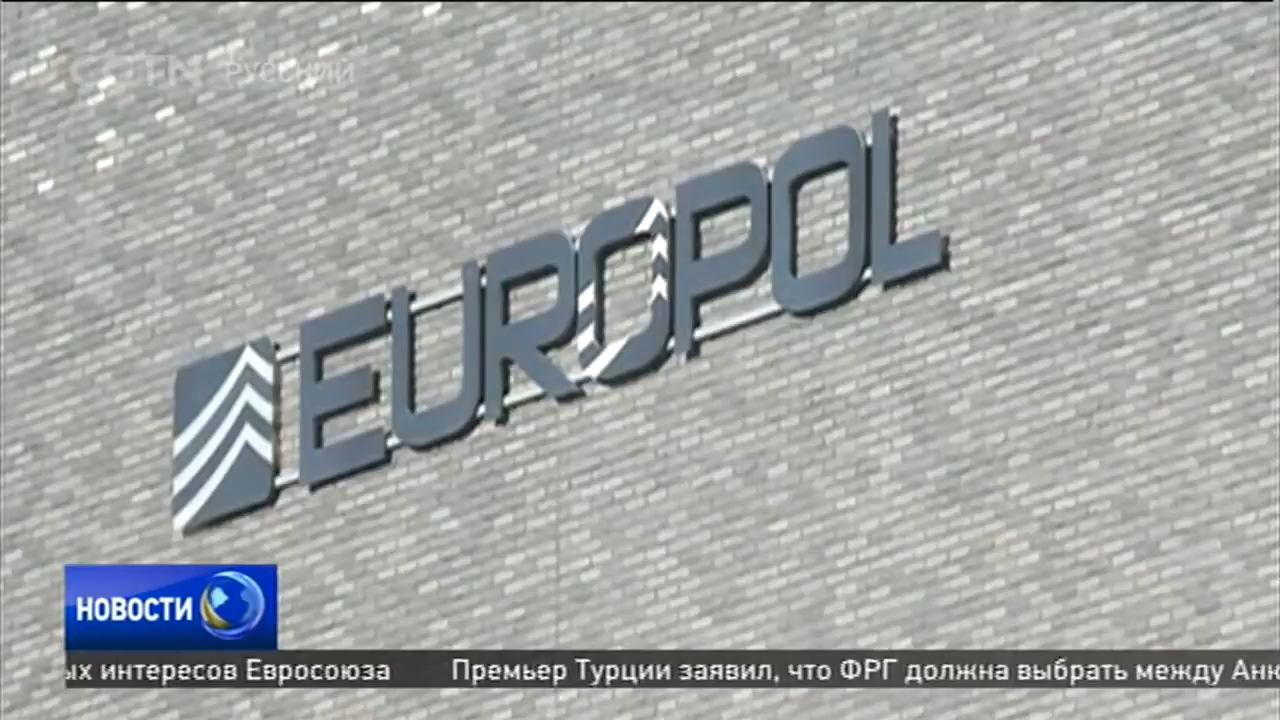 CGTN РУССКИЙ
EUROPOL
НОВОСТИ
ых интересов Евросоюза Премьер Турции заявил, что ФРГ должна выбрать между Анк